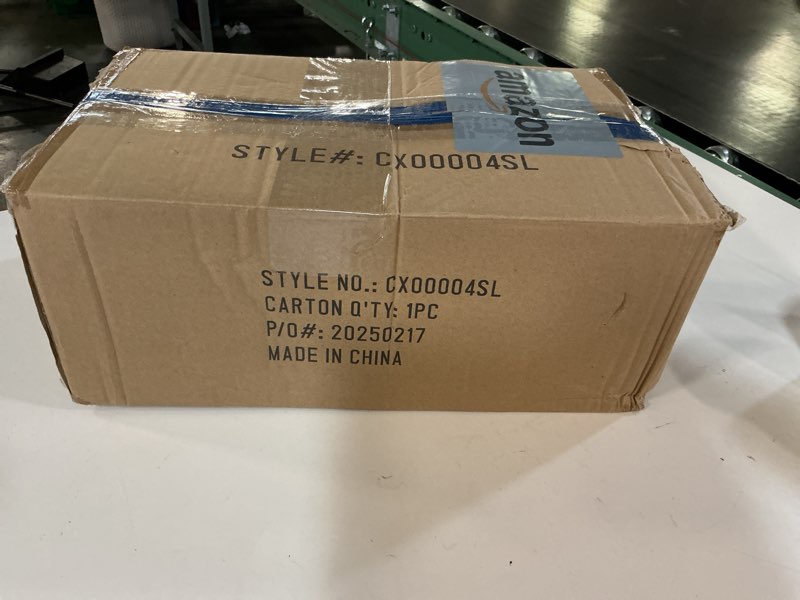 amazon
STYLE#: CX00004SL
STYLE NO.: CX00004SL
CARTON Q'TY: 1PC
P/O#: 20250217
MADE IN CHINA